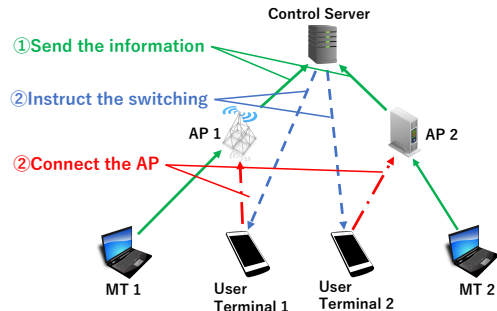 Control Server
①Send the information
②Instruct the switching
AP 1
AP 2
②Connect the AP
MT 1
User
Terminal 1
User
Terminal 2
MT 2